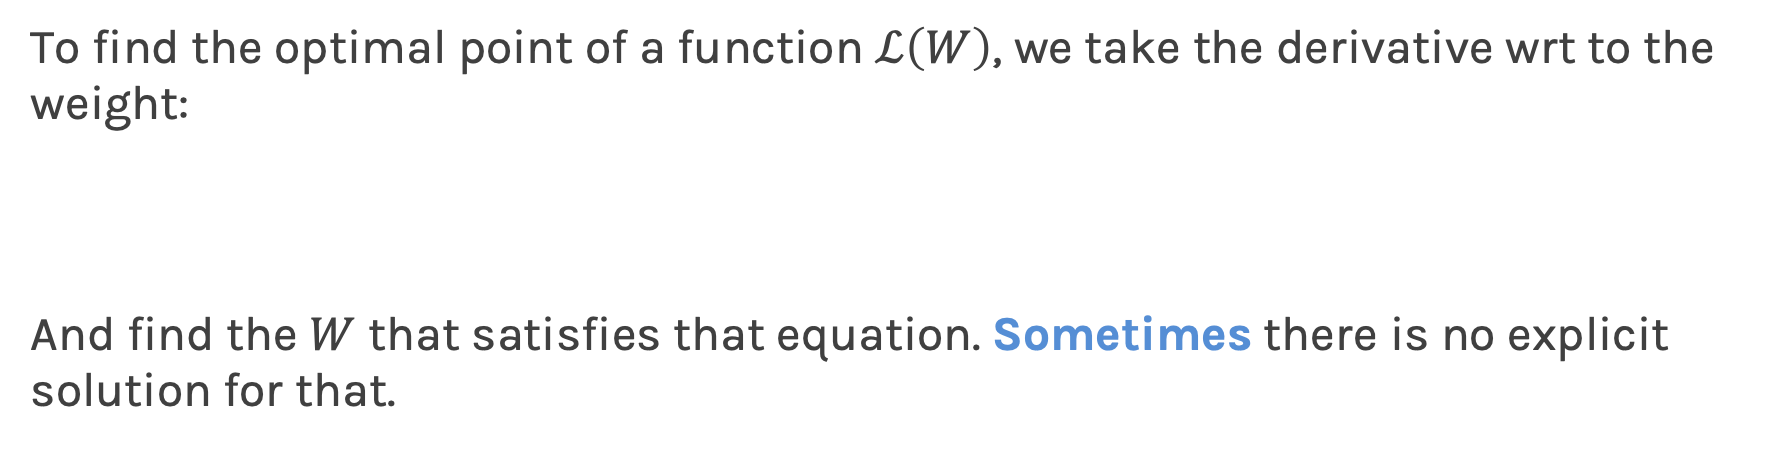 To find the optimal point of a function ℒ(W), we take the derivative wrt to the
weight:
And find the W that satisfies that equation. Sometimes there is no explicit
solution for that.